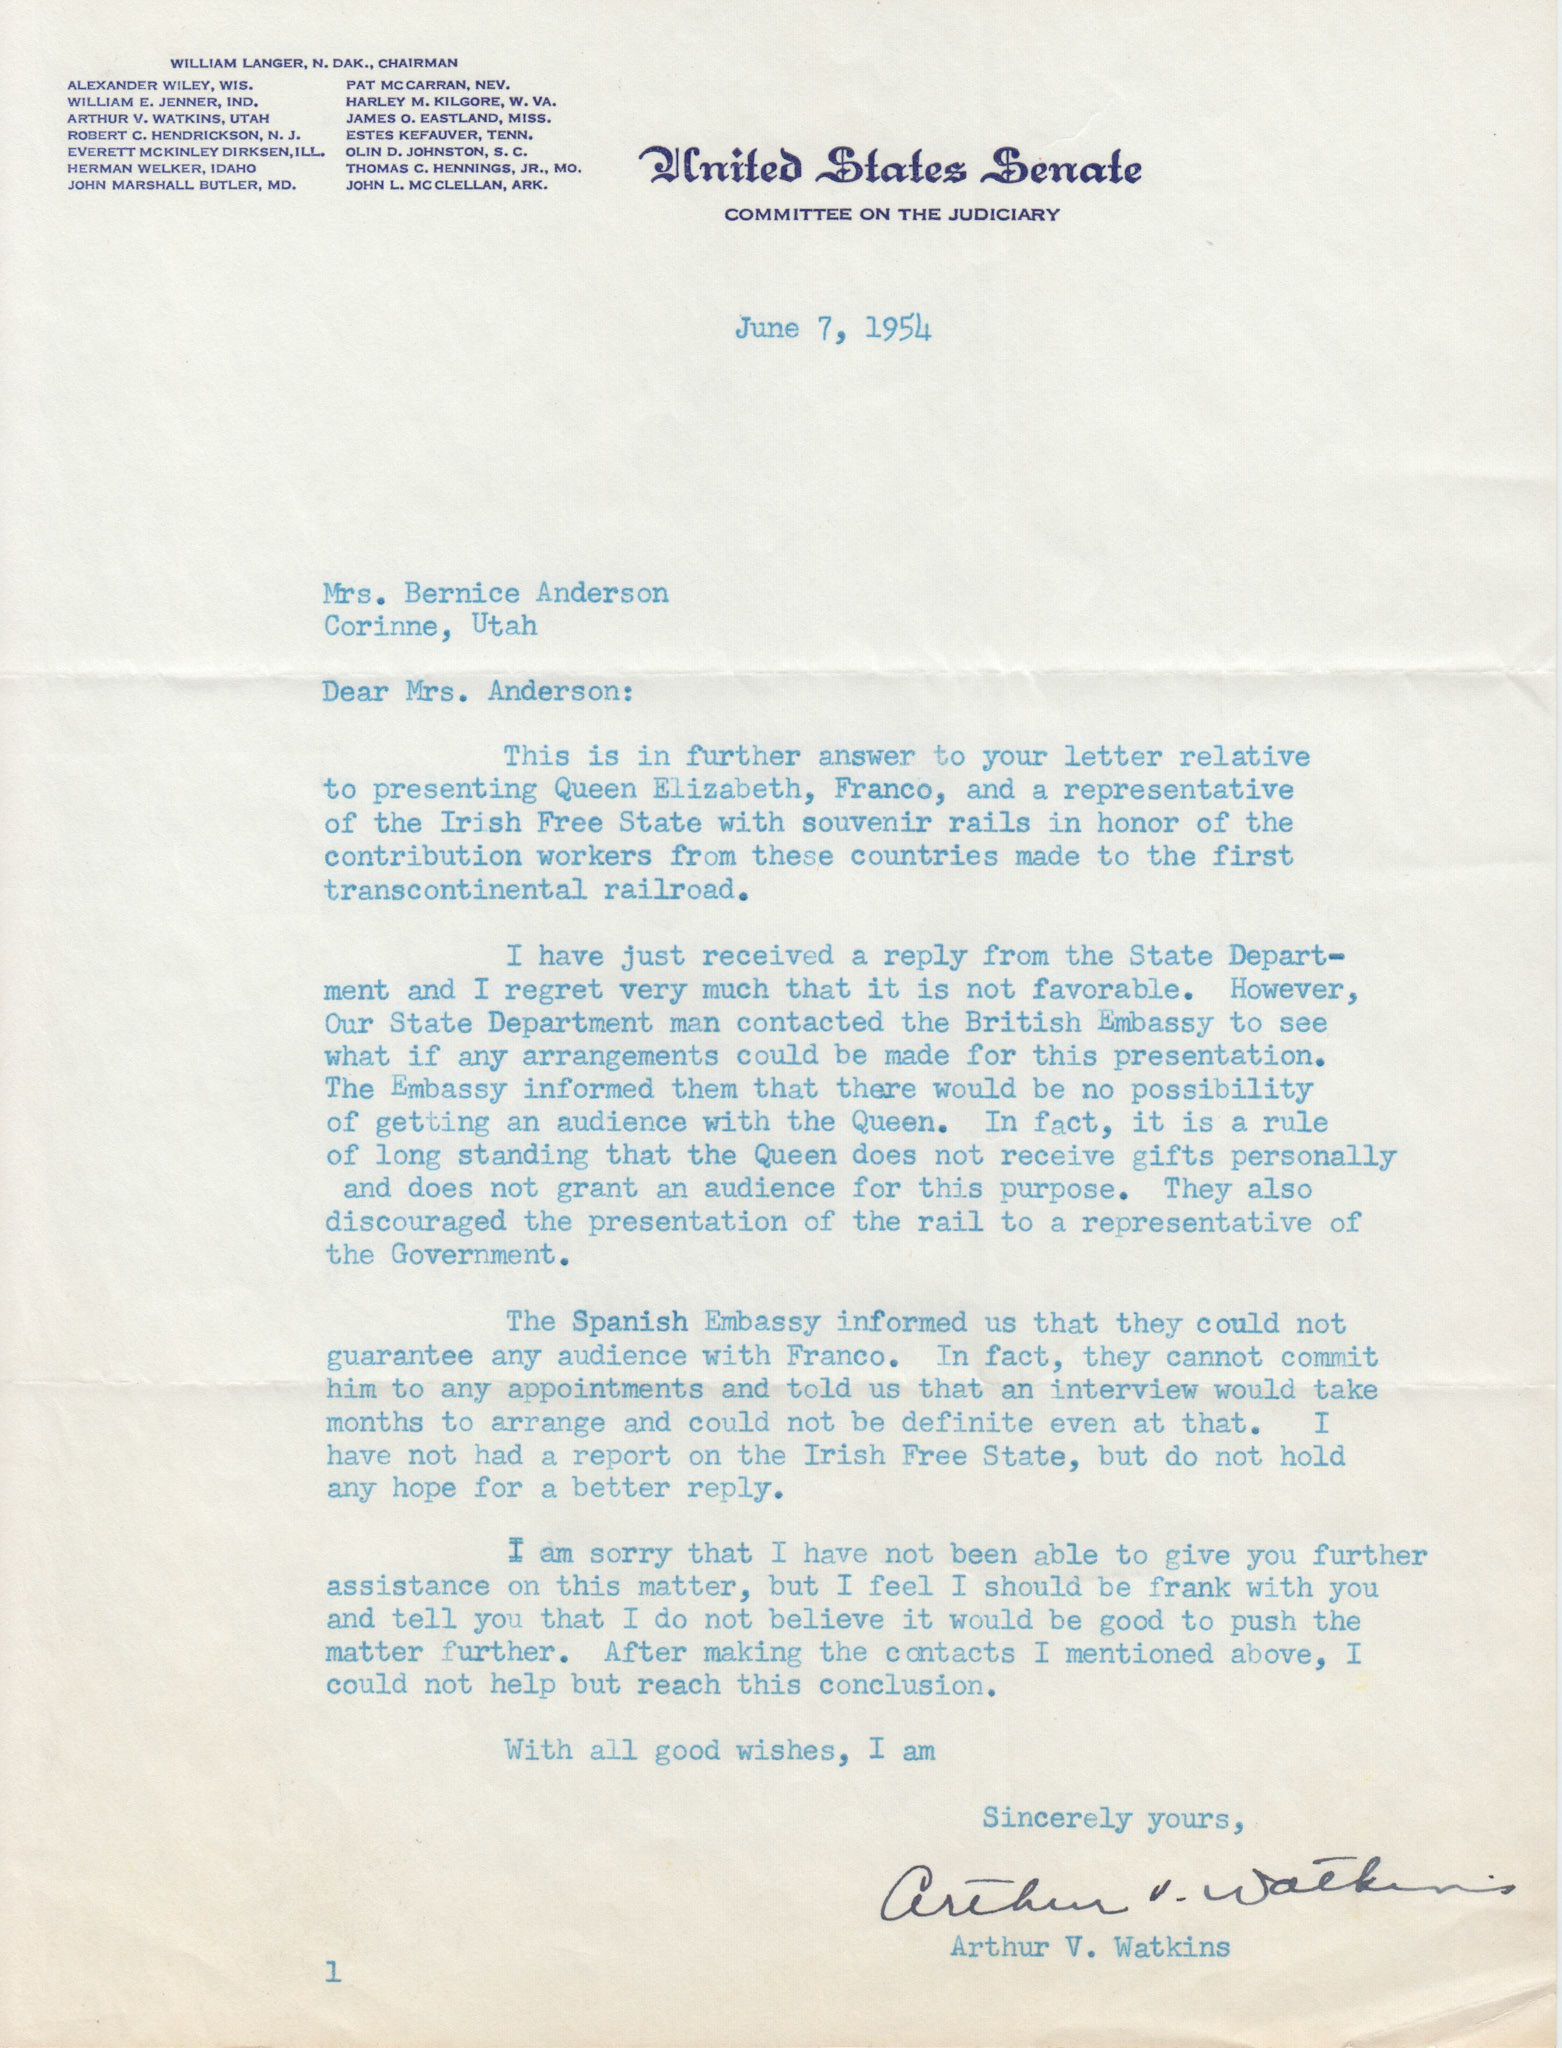 WILLIAM LANGER, N. DAK., CHAIRMAN
ALEXANDER WILEY, WIS.
WILLIAM E. JENNER, IND.
ARTHUR V. WATKINS, UTAH
ROBERT C. HENDRICKSON, N. J.
EVERETT MCKINLEY DIRKSEN, ILL.
HERMAN WELKER, IDAHO
JOHN MARSHALL BUTLER, MD.
PAT MCCARRAN, NEV.
HARLEY M. KILGORE, W. VA.
JAMES O. EASTLAND, MISS.
ESTES KEFAUVER, TENN.
OLIN D. JOHNSTON, S. C.
THOMAS C. HENNINGS, JR., MO.
JOHN L. MCCLELLAN, ARK.
United States Senate
COMMITTEE ON THE JUDICIARY
June 7, 1954
Mrs. Bernice Anderson
Corinne, Utah
Dear Mrs. Anderson:
This is in further answer to your letter relative
to presenting Queen Elizabeth, Franco, and a representative
of the Irish Free State with souvenir rails in honor of the
contribution workers from these countries made to the first
transcontinental railroad.
I have just received a reply from the State Depart-
ment and I regret very much that it is not favorable. However,
Our State Department man contacted the British Embassy to see
what if any arrangements could be made for this presentation.
The Embassy informed them that there would be no possibility
of getting an audience with the Queen. In fact, it is a rule
of long standing that the Queen does not receive gifts personally
and does not grant an audience for this purpose. They also
discouraged the presentation of the rail to a representative of
the Government.
The Spanish Embassy informed us that they could not
guarantee any audience with Franco. In fact, they cannot commit
him to any appointments and told us that an interview would take
months to arrange and could not be definite even at that. I
have not had a report on the Irish Free State, but do not hold
any hope for a better reply.
I am sorry that I have not been able to give you further
assistance on this matter, but I feel I should be frank with you
and tell you that I do not believe it would be good to push the
matter further. After making the contacts I mentioned above, I
could not help but reach this conclusion.
With all good wishes, I am
Sincerely yours,
Arthur V. Watkins
Arthur V. Watkins
1